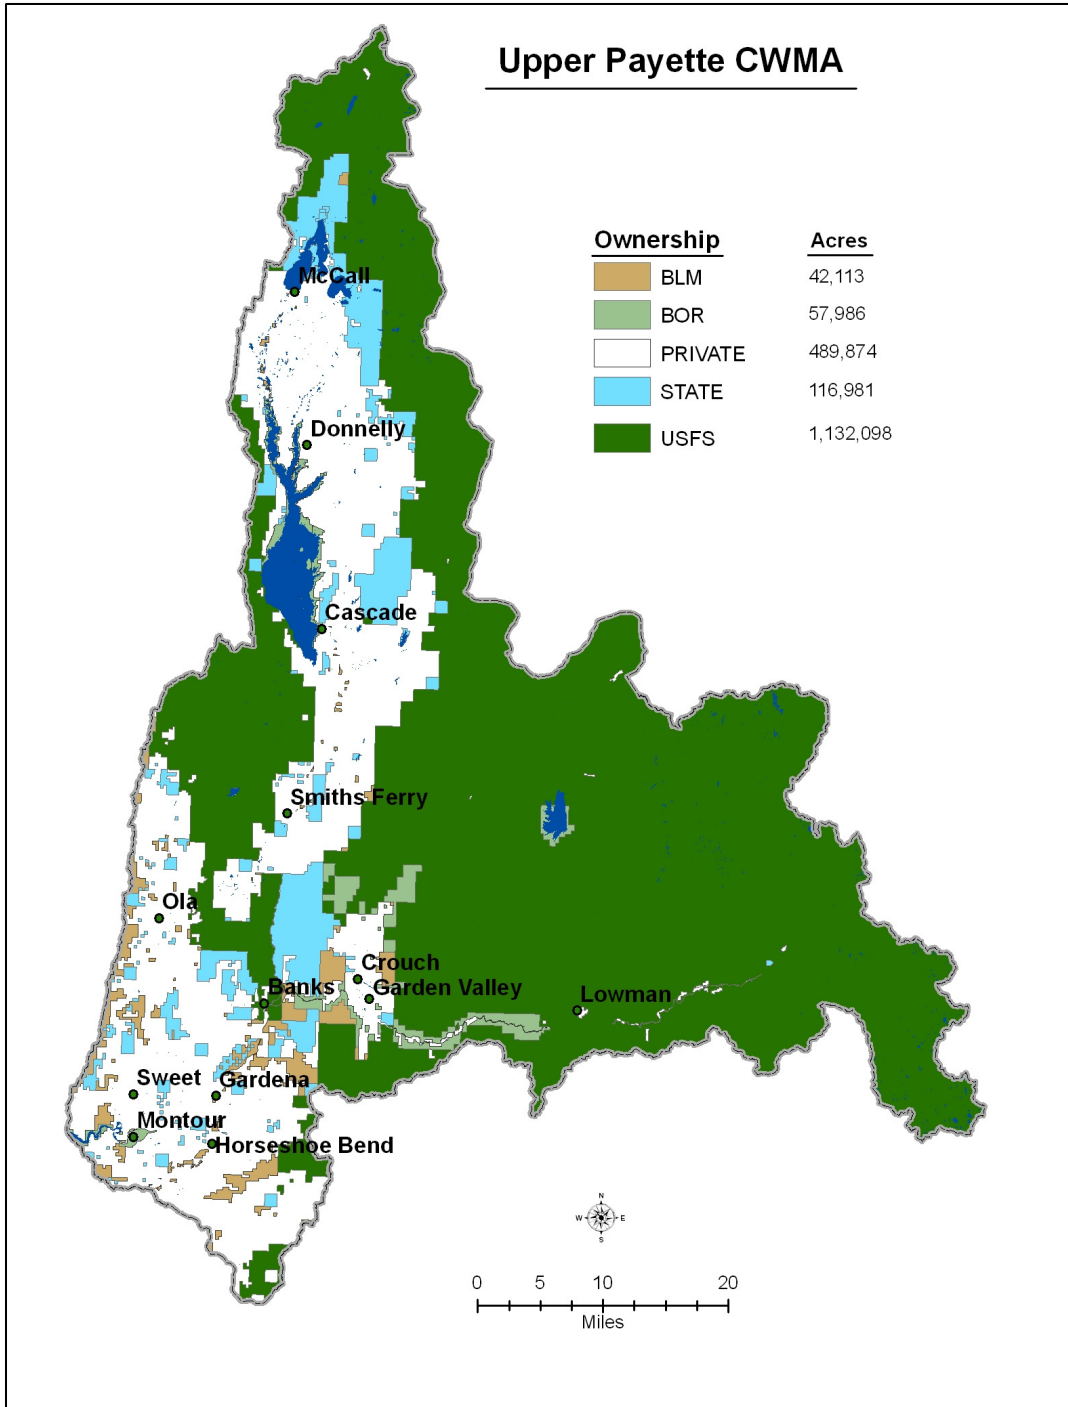 Upper Payette CWMA
Ownership Acres
BLM 42,113
BOR 57,986
PRIVATE 489,874
STATE 116,981
USFS 1,132,098
McCall
Donnelly
Cascade
Smiths Ferry
Ola
Crouch
Banks
Garden Valley
Lowman
Sweet
Gardena
Montour
Horseshoe Bend
N
W E
S
0 5 10 20
Miles